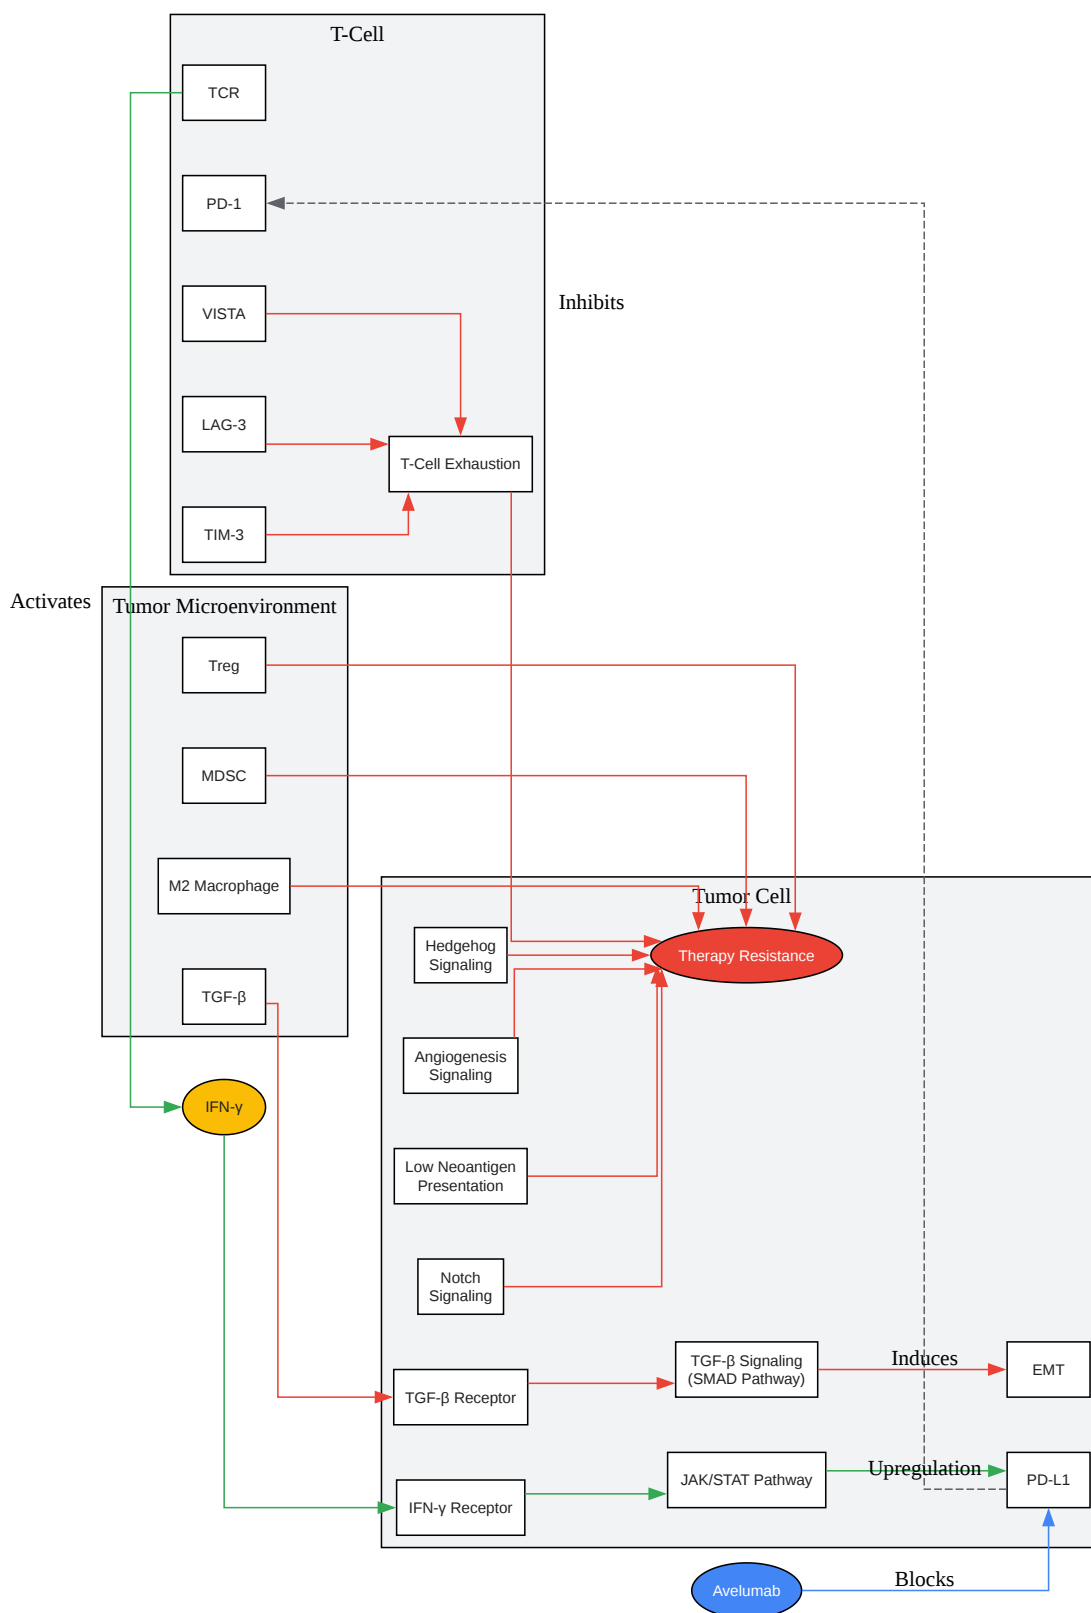 T-Cell
TCR
PD-1
VISTA
Inhibits
LAG-3
T-Cell Exhaustion
TIM-3
Activates
Tumor Microenvironment
Treg
MDSC
M2 Macrophage
Tumor Cell
Hedgehog
Signaling
Therapy Resistance
TGF-β
Angiogenesis
Signaling
IFN-γ
Low Neoantigen
Presentation
Notch
Signaling
TGF-β Receptor
TGF-β Signaling
(SMAD Pathway)
Induces
EMT
IFN-γ Receptor
JAK/STAT Pathway
Upregulation
PD-L1
Avelumab
Blocks